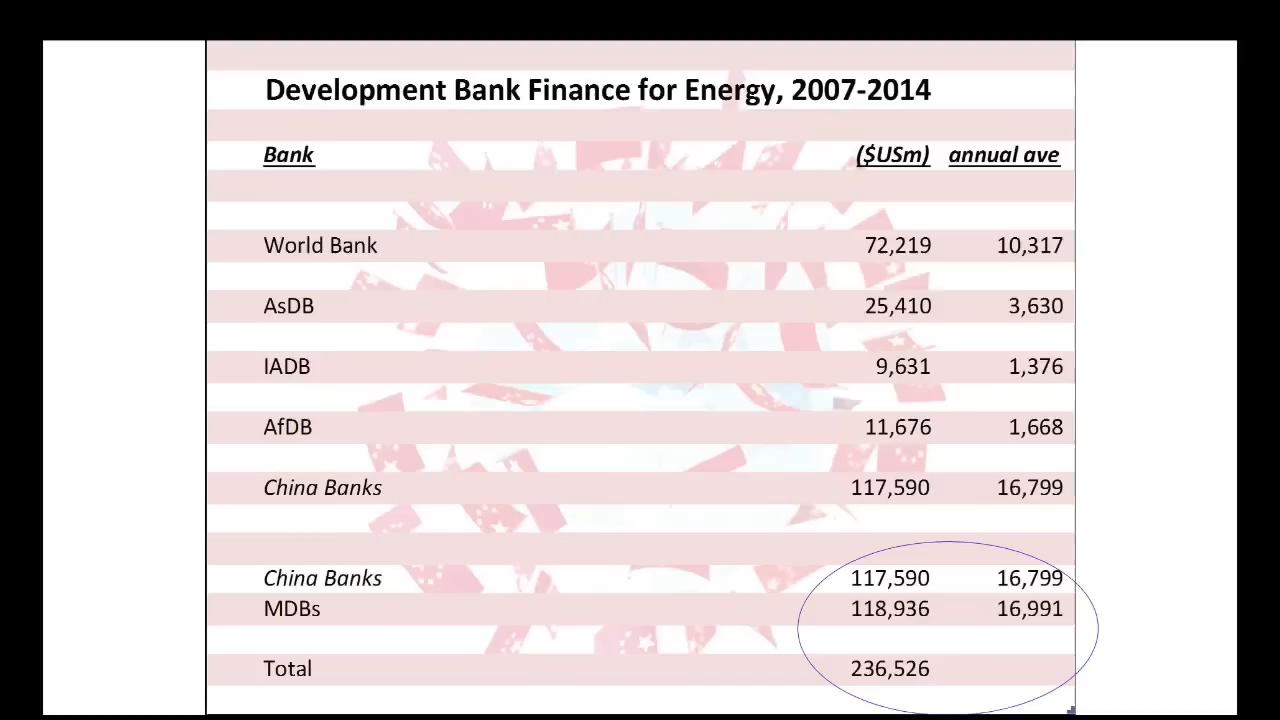 Development Bank Finance for Energy, 2007-2014
Bank ($USm) annual ave
World Bank 72,219 10,317
AsDB 25,410 3,630
IADB 9,631 1,376
AfDB 11,676 1,668
China Banks 117,590 16,799
China Banks 117,590 16,799
MDBs 118,936 16,991
Total 236,526